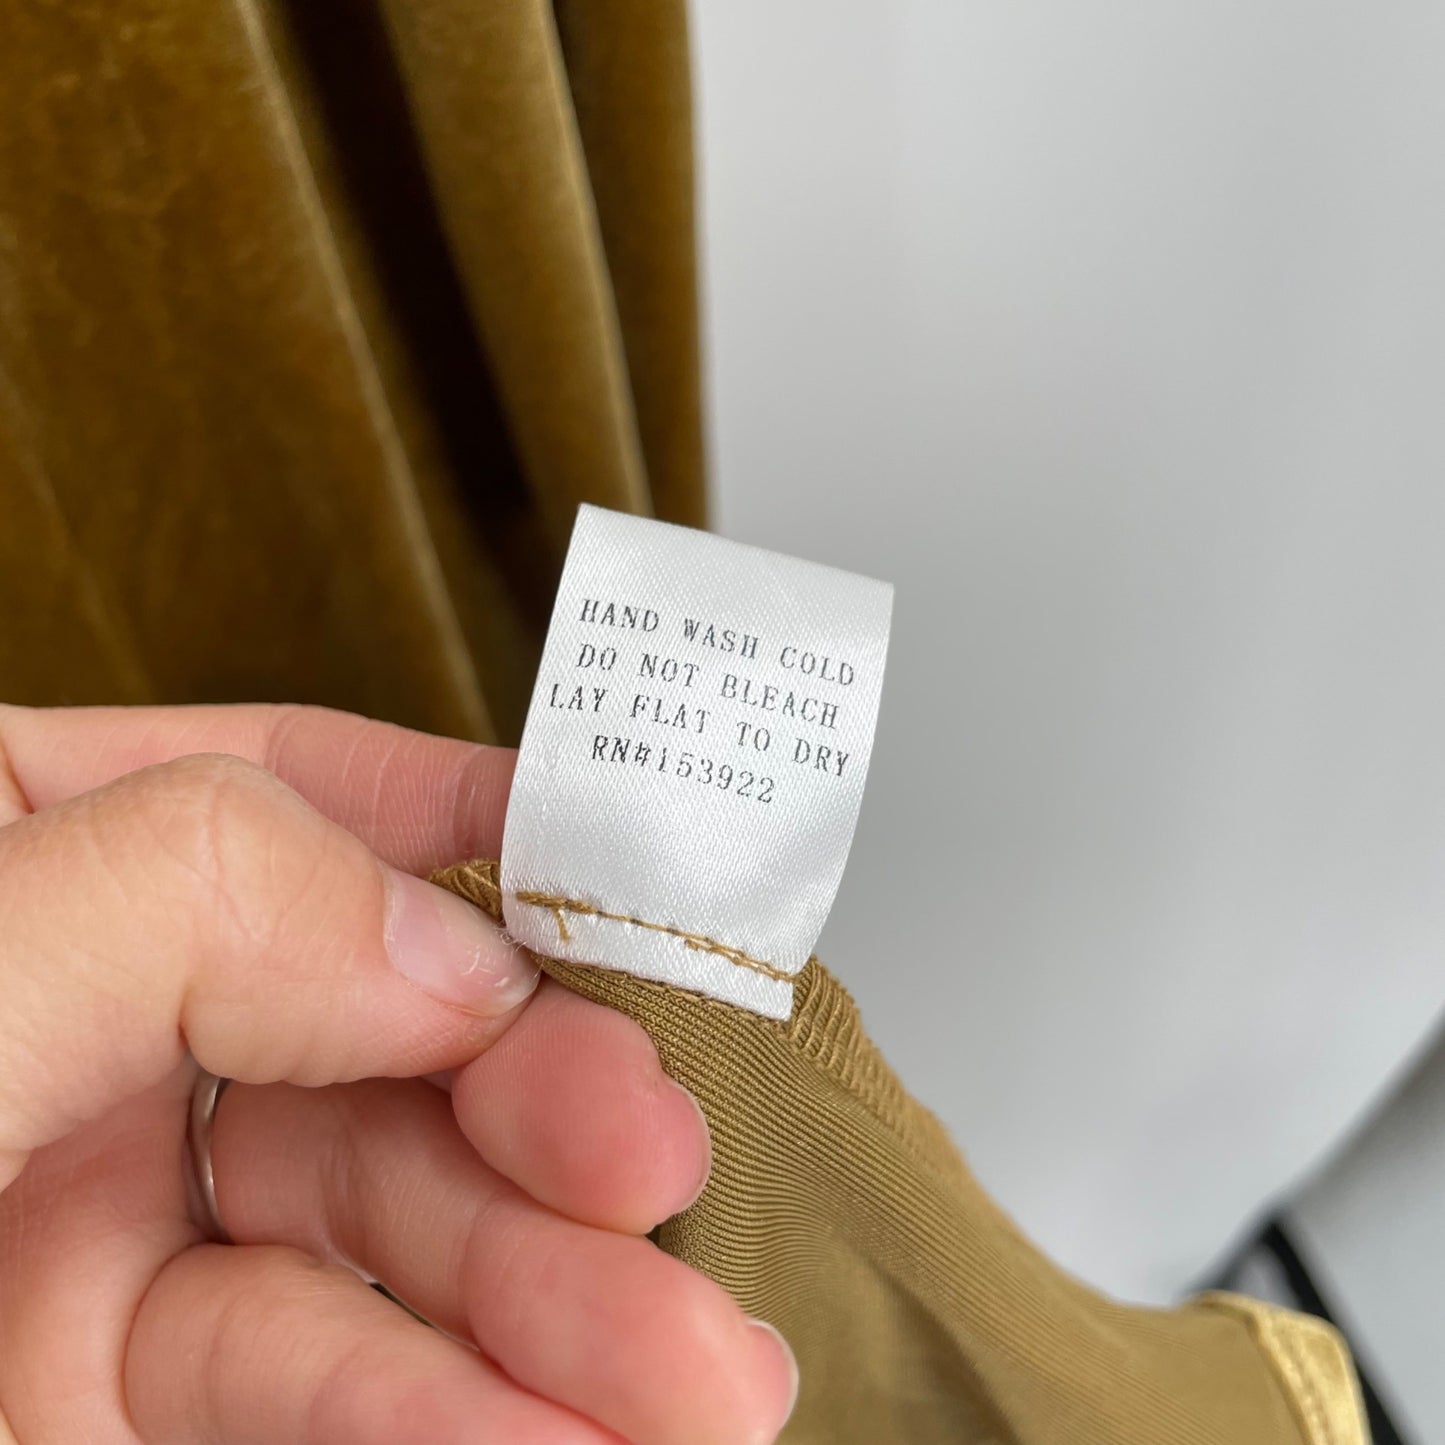 HAND WASH COLD
DO NOT BLEACH
LAY FLAT TO DRY
RN#153922